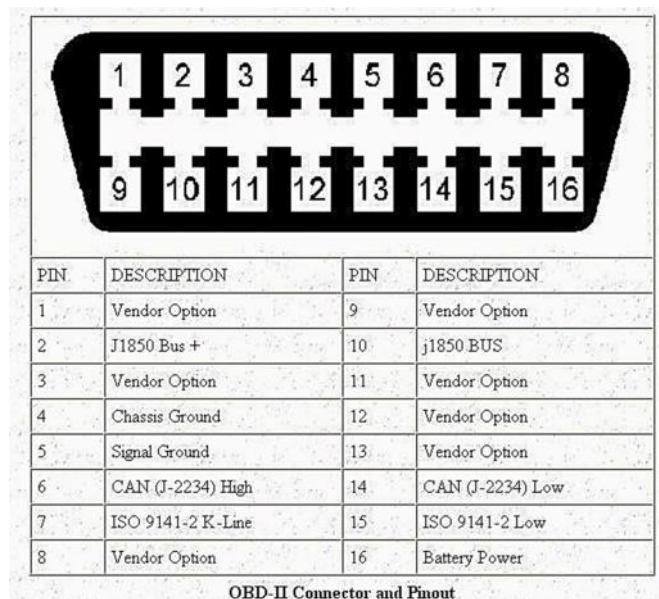 1 2 3 4 5 6 7 8
9 10 11 12 13 14 15 16
PIN DESCRIPTION PIN DESCRIPTION
1 Vendor Option 9 Vendor Option
2 J1850 Bus + 10 j1850 BUS
3 Vendor Option 11 Vendor Option
4 Chassis Ground 12 Vendor Option
5 Signal Ground 13 Vendor Option
6 CAN (J-2234) High 14 CAN (J-2234) Low
7 ISO 9141-2 K-Line 15 ISO 9141-2 Low
8 Vendor Option 16 Battery Power
OBD-II Connector and Pinout